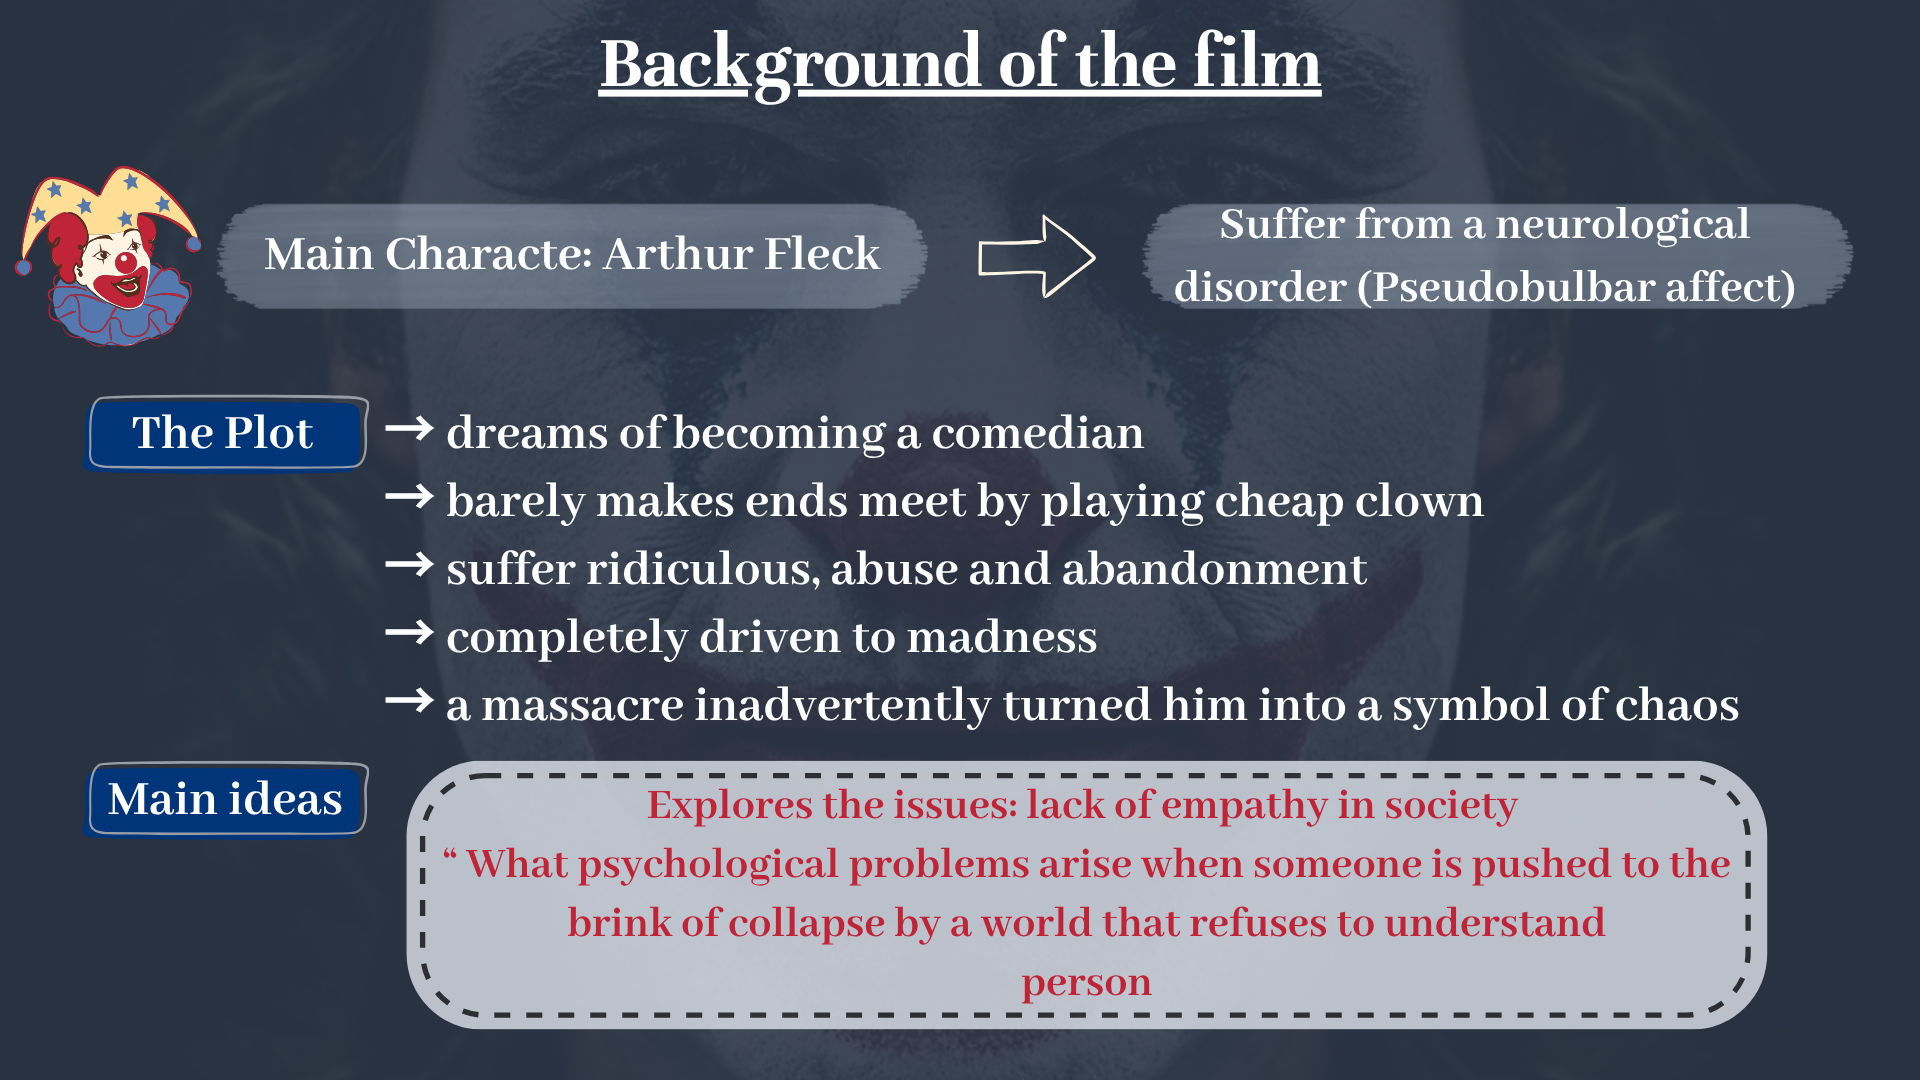 Background of the film
Main Characte: Arthur Fleck
Suffer from a neurological
disorder (Pseudobulbar affect)
The Plot
→ dreams of becoming a comedian
→ barely makes ends meet by playing cheap clown
→ suffer ridiculous, abuse and abandonment
→ completely driven to madness
→ a massacre inadvertently turned him into a symbol of chaos
Main ideas
Explores the issues: lack of empathy in society
“ What psychological problems arise when someone is pushed to the
brink of collapse by a world that refuses to understand
person